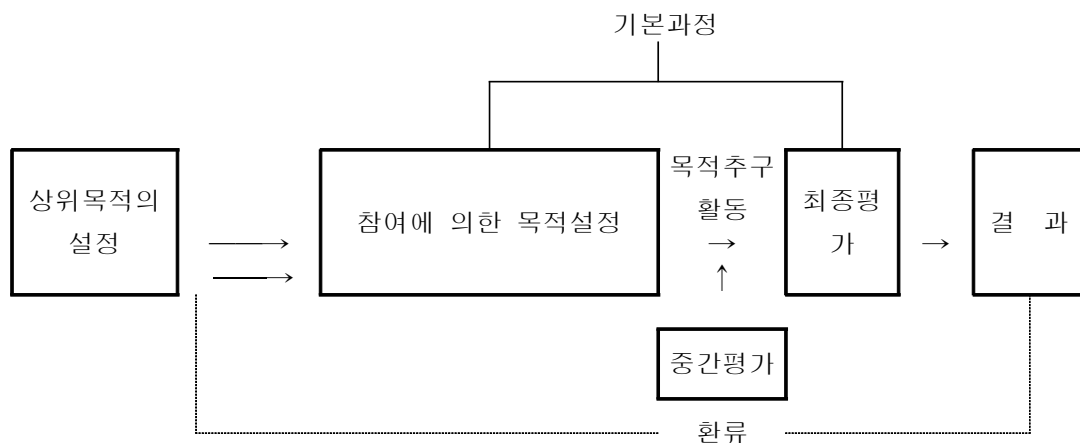 기본과정
상위목적의
설정
참여에 의한 목적설정
목적추구
활동
최종평
가
결 과
중간평가
환류